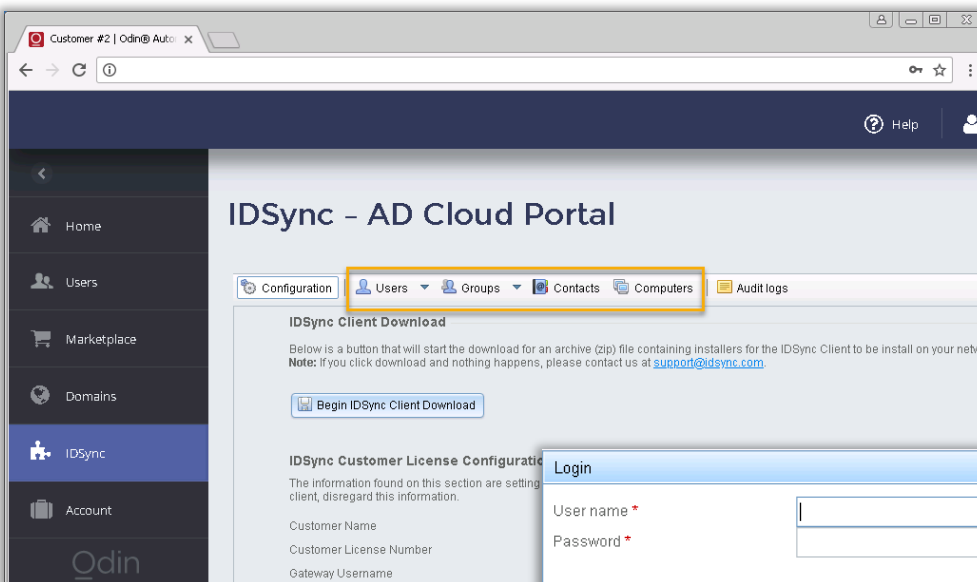 Customer #2 | Odin® Auto
Help
IDSync – AD Cloud Portal
Home
Users
Marketplace
Domains
IDSync
Account
Odin
Configuration Users Groups Contacts Computers Audit logs
IDSync Client Download
Below is a button that will start the download for an archive (zip) file containing installers for the IDSync Client to be install on your netw
Note: If you click download and nothing happens, please contact us at support@idsync.com.
Begin IDSync Client Download
IDSync Customer License Configuratio
The information found on this section are setting
client, disregard this information.
Customer Name
Customer License Number
Gateway Username
Login
User name *
Password *